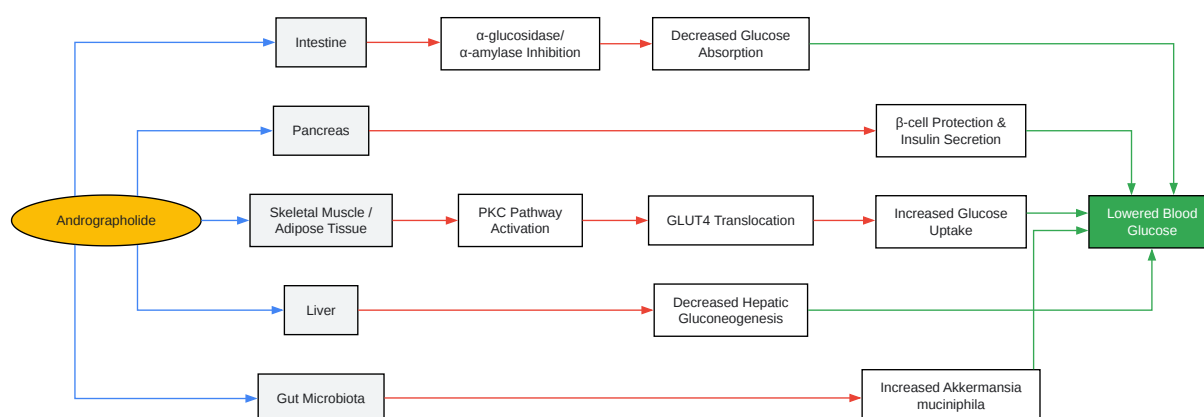 Intestine
α-glucosidase/
α-amylase Inhibition
Decreased Glucose
Absorption
Pancreas
β-cell Protection &
Insulin Secretion
Andrographolide
Skeletal Muscle /
Adipose Tissue
PKC Pathway
Activation
GLUT4 Translocation
Increased Glucose
Uptake
Lowered Blood
Glucose
Liver
Decreased Hepatic
Gluconeogenesis
Gut Microbiota
Increased Akkermansia
muciniphila